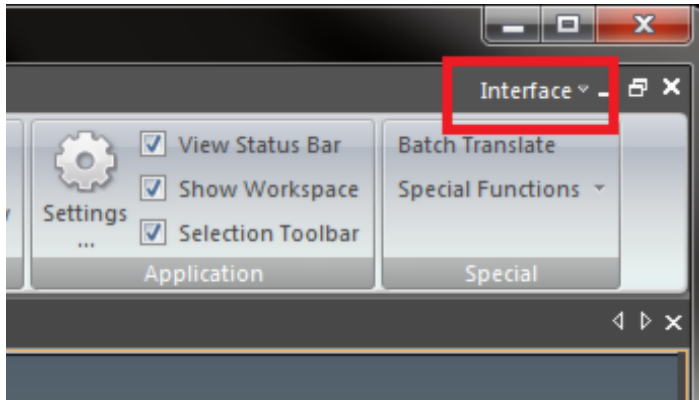 Interface
View Status Bar
Batch Translate
Show Workspace
Special Functions
Settings
...
Selection Toolbar
Application
Special